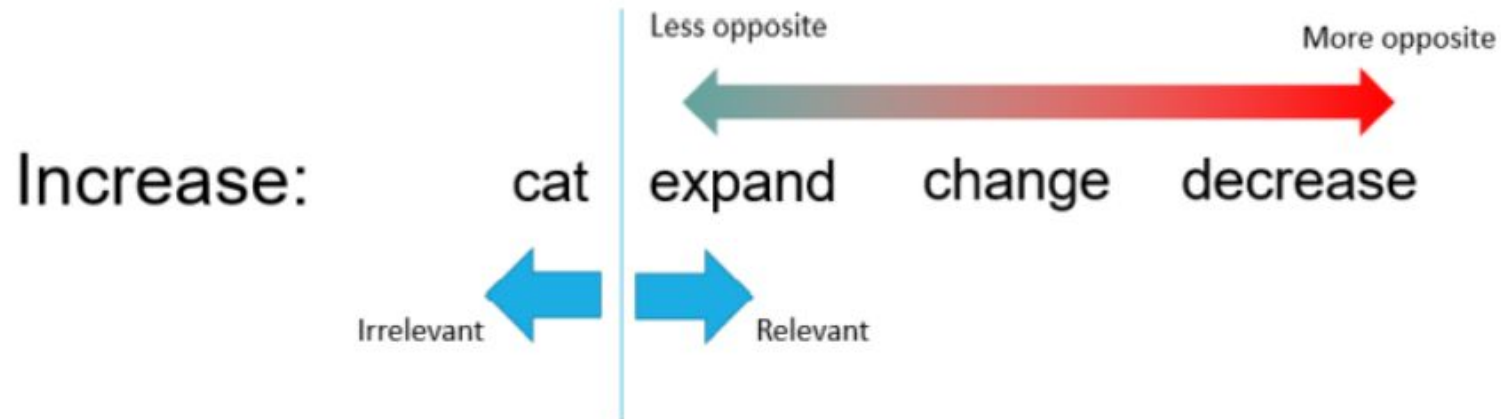 Less opposite
More opposite
Increase: cat expand change decrease
Irrelevant
Relevant